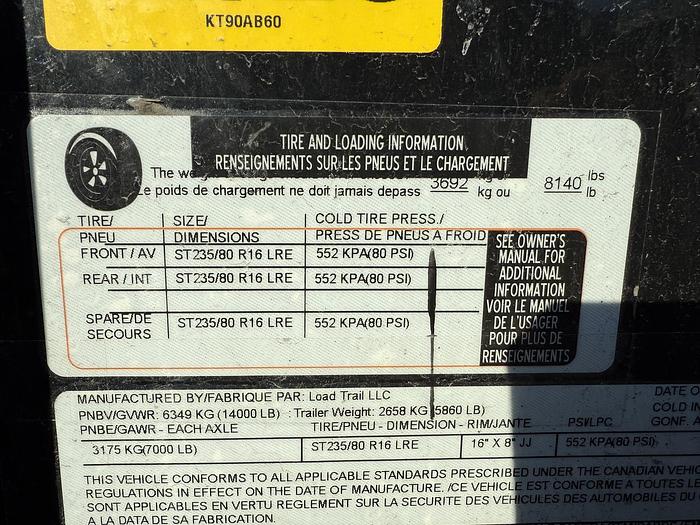 KT90AB60
TIRE AND LOADING INFORMATION
RENSEIGNEMENTS SUR LES PNEUS ET LE CHARGEMENT
The 8140 lbs
Le poids de chargement ne doit jamais depass 3692 kg ou lb
TIRE/ SIZE/ COLD TIRE PRESS./
PNEU DIMENSIONS PRESS DE PNEUS A FROID
FRONT / AV ST235/80 R16 LRE 552 KPA(80 PSI)
REAR / INT ST235/80 R16 LRE 552 KPA(80 PSI)
SPARE/DE SECOURS ST235/80 R16 LRE 552 KPA(80 PSI)
SEE OWNER'S
MANUAL FOR
ADDITIONAL
INFORMATION
VOIR LE MANUEL
DE L'USAGER
POUR PLUS DE
RENSEIGNEMENTS
MANUFACTURED BY/FABRIQUE PAR: Load Trail LLC DATE O
PNBV/GVWR: 6349 KG (14000 LB) : Trailer Weight: 2658 KG (5860 LB) COLD IN
PNBE/GAWR - EACH AXLE TIRE/PNEU - DIMENSION - RIM/JANTE PSI/LPC GONF. A
3175 KG(7000 LB) ST235/80 R16 LRE 16" X 8" JJ 552 KPA(80 PSI)
THIS VEHICLE CONFORMS TO ALL APPLICABLE STANDARDS PRESCRIBED UNDER THE CANADIAN VEHIC
REGULATIONS IN EFFECT ON THE DATE OF MANUFACTURE. /CE VEHICLE EST CONFORME A TOUTES LE
SONT APPLICABLES EN VERTU REGLEMENT SUR LA SECURITE DES VEHICULES DES AUTOMOBILES DU
A LA DATA DE SA FABRICATION.